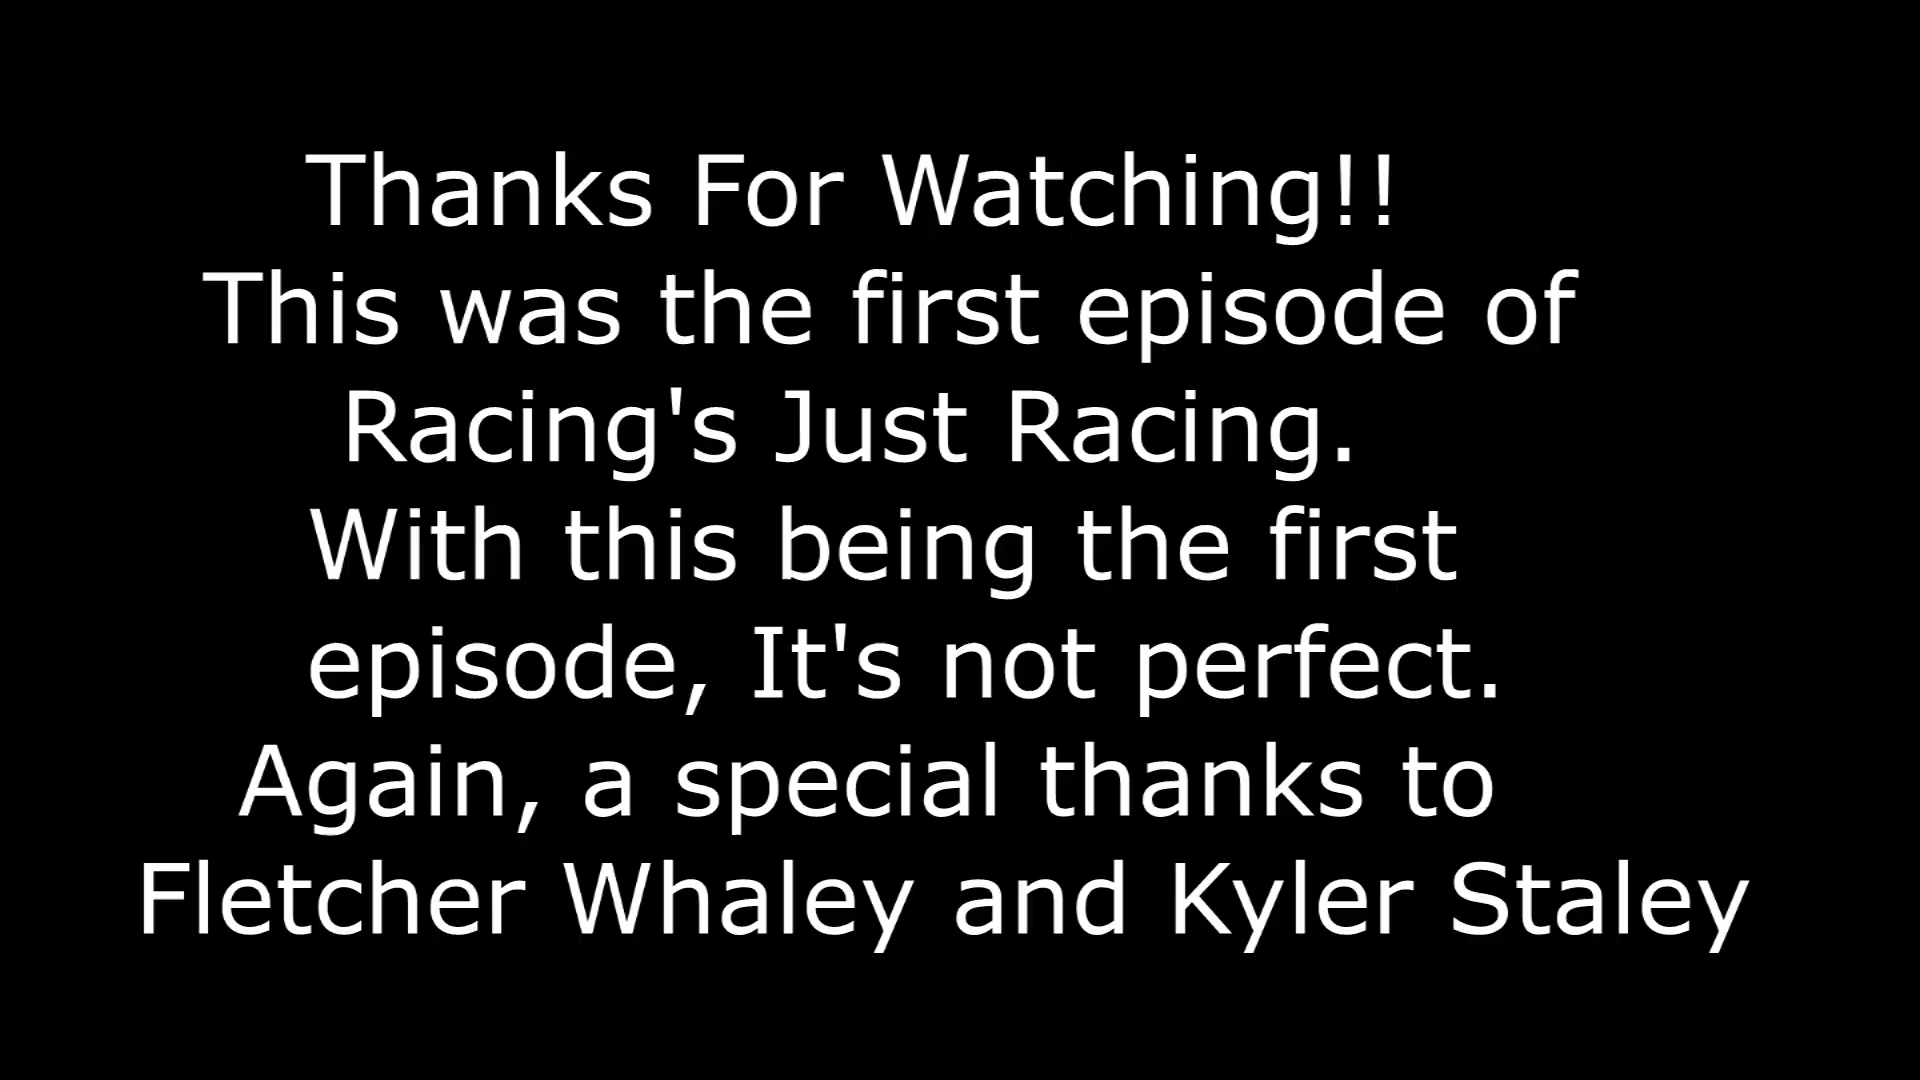 Thanks For Watching!!
This was the first episode of
Racing's Just Racing.
With this being the first
episode, It's not perfect.
Again, a special thanks to
Fletcher Whaley and Kyler Staley